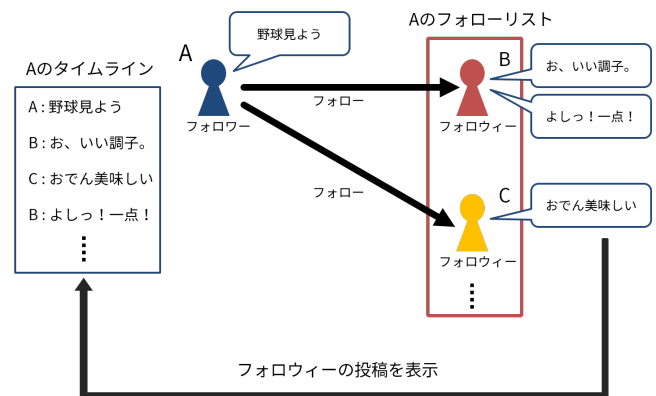 Aのタイムライン
A : 野球見よう
B : お、いい調子。
C : おでん美味しい
B : よしっ！一点！
A
野球見よう
フォロワー
フォロー
フォロー
Aのフォローリスト
B
お、いい調子。
よしっ！一点！
フォロウィー
C
おでん美味しい
フォロウィー
フォロウィーの投稿を表示